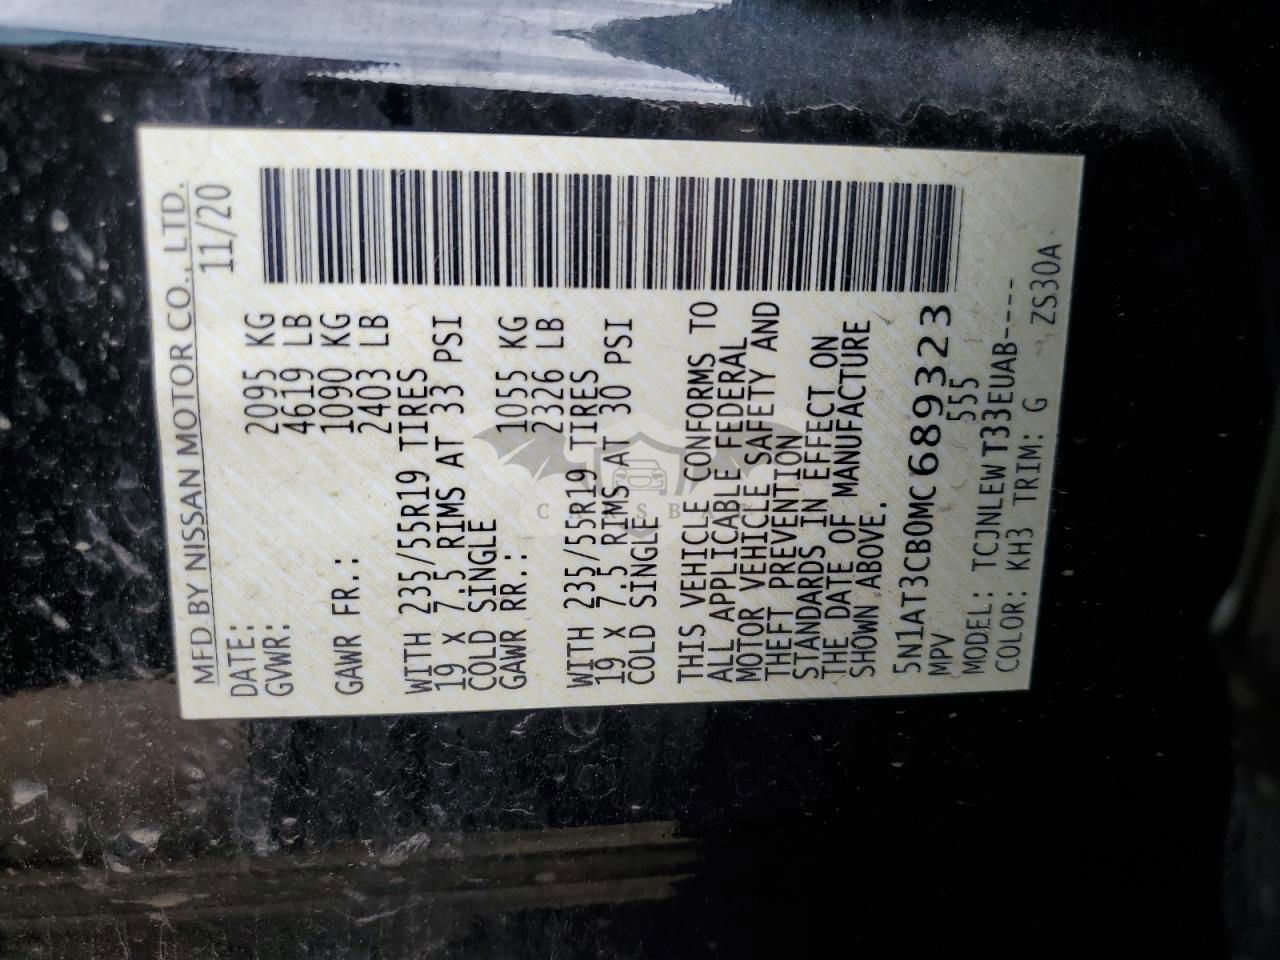 MFD BY NISSAN MOTOR CO., LTD.
DATE: 11/20
GVWR: 2095 KG
4619 LB
GAWR FR.: 1090 KG
2403 LB
WITH 235/55R19 TIRES
19 X 7.5 RIMS AT 33 PSI
COLD SINGLE
GAWR RR.: 1055 KG
2326 LB
WITH 235/55R19 TIRES
19 X 7.5 RIMS AT 30 PSI
COLD SINGLE
THIS VEHICLE CONFORMS TO
ALL APPLICABLE FEDERAL
MOTOR VEHICLE SAFETY AND
THEFT PREVENTION
STANDARDS IN EFFECT ON
THE DATE OF MANUFACTURE
SHOWN ABOVE.
5N1AT3CB0MC689323
MPV 555
MODEL: TCJNLEWT33EUAB----
COLOR: KH3 TRIM: G ZS30A